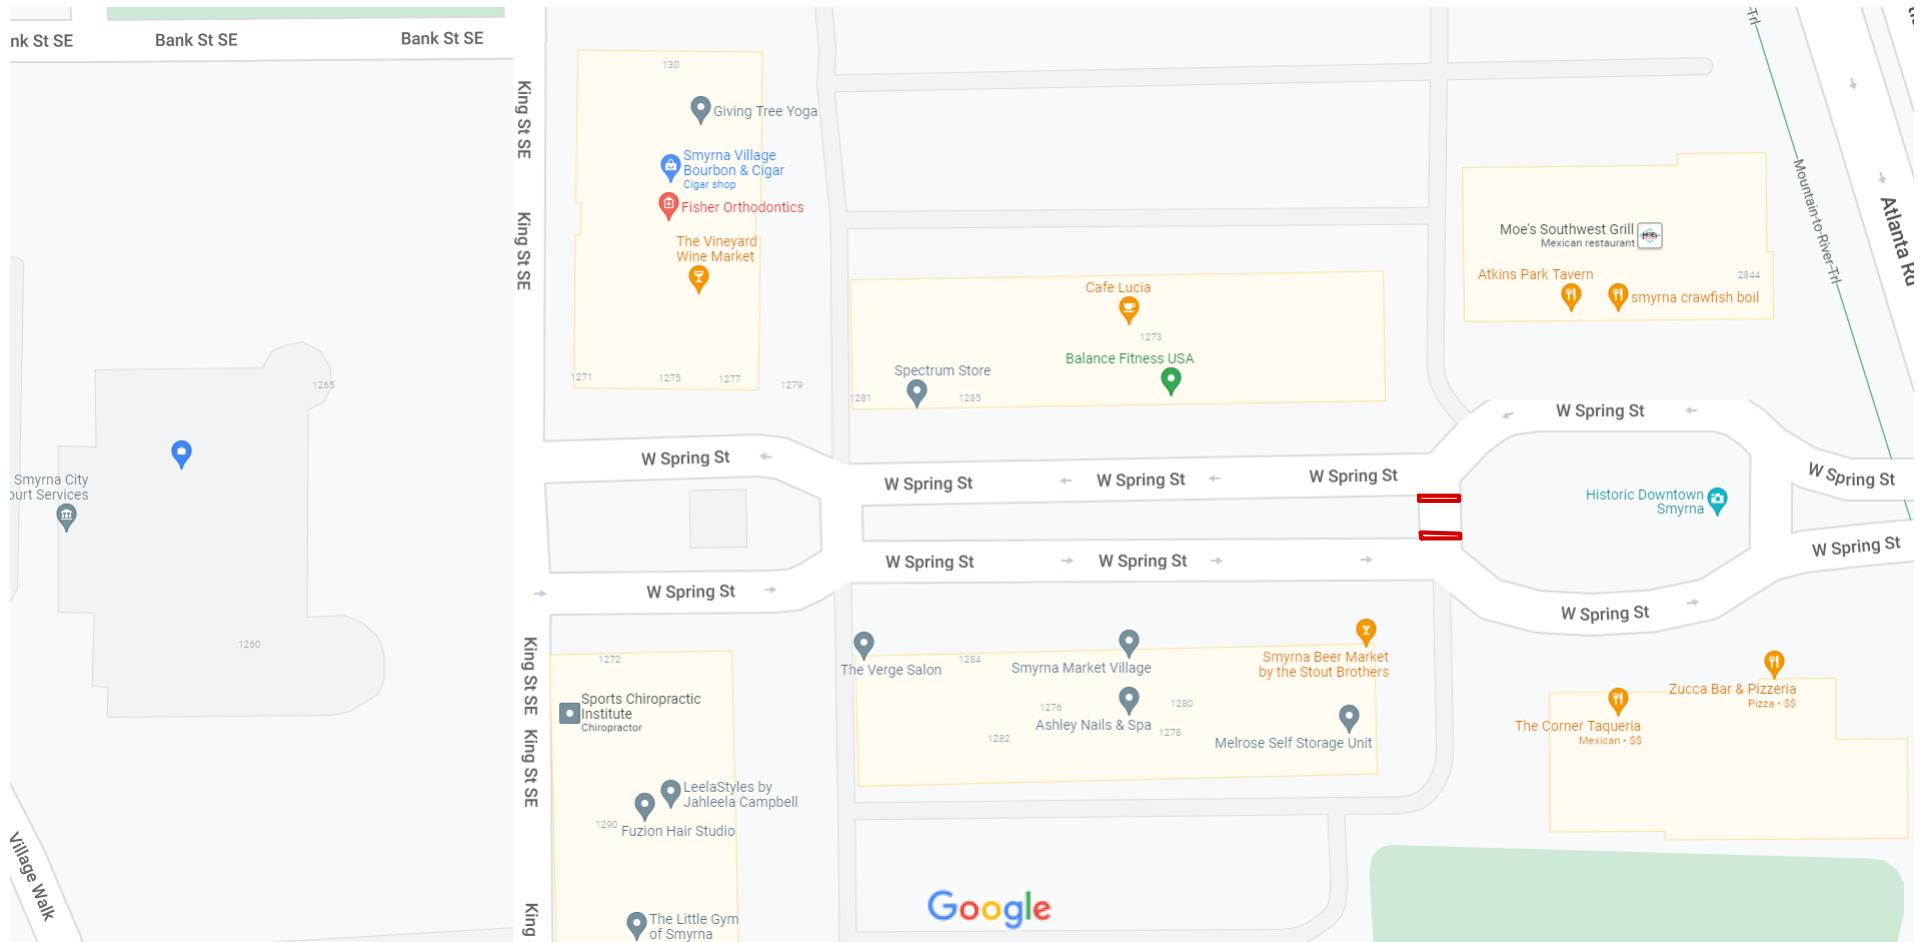 nk St SE
Bank St SE
Bank St SE
King St SE
King St SE
130
Giving Tree Yoga
Smyrna Village
Bourbon & Cigar
Cigar shop
Fisher Orthodontics
The Vineyard
Wine Market
1271
1275
1277
1279
Cafe Lucia
1273
Balance Fitness USA
Spectrum Store
1281
1285
Moe's Southwest Grill
Mexican restaurant
MOE'S
Atkins Park Tavern
2844
smyrna crawfish boil
-Trl
Mountain-to-River-Trl
Atlanta Rd
1265
Smyrna City
ourt Services
1260
W Spring St
W Spring St
W Spring St
W Spring St
W Spring St
W Spring St
Historic Downtown
Smyrna
W Spring St
W Spring St
W Spring St
W Spring St
W Spring St
King St SE
King St SE
King
1272
Sports Chiropractic
Institute
Chiropractor
LeelaStyles by
Jahleela Campbell
1290
Fuzion Hair Studio
The Little Gym
of Smyrna
The Verge Salon
1284
Smyrna Market Village
Smyrna Beer Market
by the Stout Brothers
1276
1280
Ashley Nails & Spa
1278
1282
Melrose Self Storage Unit
Zucca Bar & Pizzeria
Pizza • $$
The Corner Taqueria
Mexican • $$
Village Walk
Google